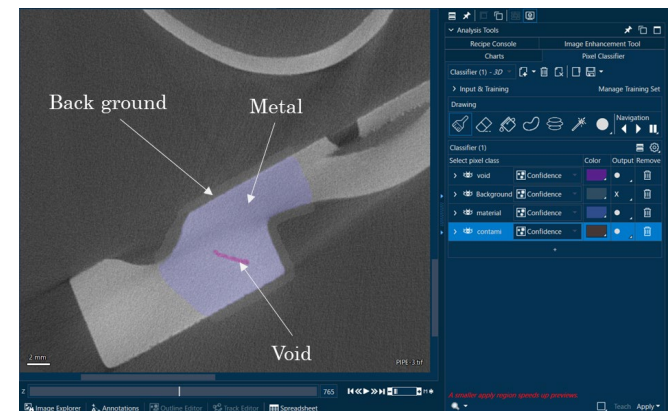 Analysis Tools
Recipe Console
Image Enhancement Tool
Charts
Pixel Classifier
Classifier (1) - 3D
Input & Training
Manage Training Set
Drawing
Navigation
Classifier (1)
Select pixel class
Color
Output
Remove
void
Confidence
Background
Confidence
x
material
Confidence
contami
Confidence
+
A smaller apply region speeds up previews.
Teach
Apply
Back ground
Metal
Void
2 mm
PIPE-3 tif
z
765
Image Explorer
Annotations
Outline Editor
Track Editor
Spreadsheet